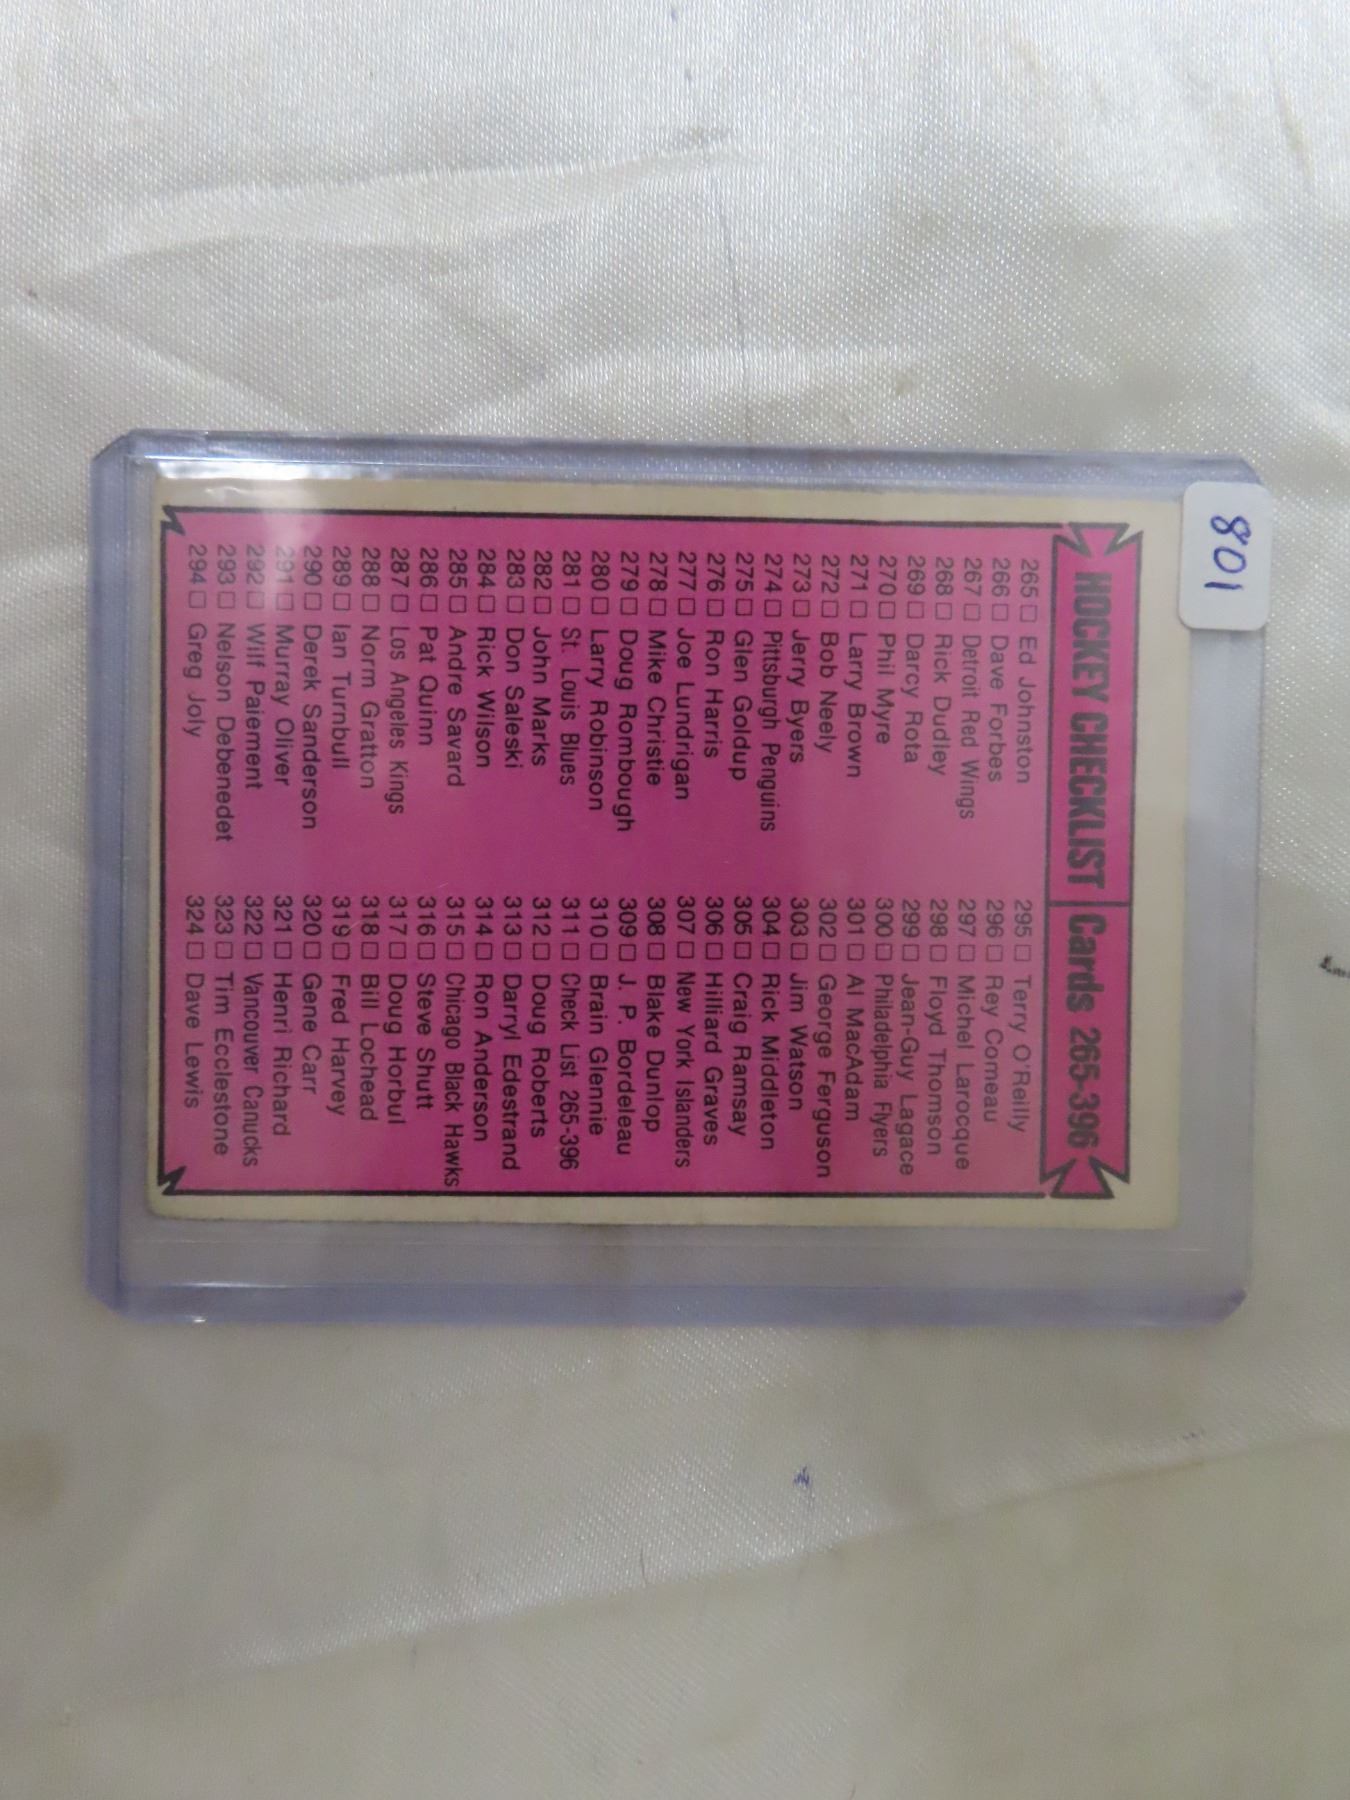 801
HOCKEY CHECKLIST Cards 265-396
265 □ Ed Johnston
266 □ Dave Forbes
267 □ Detroit Red Wings
268 □ Rick Dudley
269 □ Darcy Rota
270 □ Phil Myre
271 □ Larry Brown
272 □ Bob Neely
273 □ Jerry Byers
274 □ Pittsburgh Penguins
275 □ Glen Goldup
276 □ Ron Harris
277 □ Joe Lundrigan
278 □ Mike Christie
279 □ Doug Rombough
280 □ Larry Robinson
281 □ St. Louis Blues
282 □ John Marks
283 □ Don Saleski
284 □ Rick Wilson
285 □ Andre Savard
286 □ Pat Quinn
287 □ Los Angeles Kings
288 □ Norm Gratton
289 □ Ian Turnbull
290 □ Derek Sanderson
291 □ Murray Oliver
292 □ Wilf Paiement
293 □ Nelson Debenedet
294 □ Greg Joly
295 □ Terry O'Reilly
296 □ Rey Comeau
297 □ Michel Larocque
298 □ Floyd Thomson
299 □ Jean-Guy Lagace
300 □ Philadelphia Flyers
301 □ Al MacAdam
302 □ George Ferguson
303 □ Jim Watson
304 □ Rick Middleton
305 □ Craig Ramsay
306 □ Hilliard Graves
307 □ New York Islanders
308 □ Blake Dunlop
309 □ J. P. Bordeleau
310 □ Brain Glennie
311 □ Check List 265-396
312 □ Doug Roberts
313 □ Darryl Edestrand
314 □ Ron Anderson
315 □ Chicago Black Hawks
316 □ Steve Shutt
317 □ Doug Horbul
318 □ Bill Lochead
319 □ Fred Harvey
320 □ Gene Carr
321 □ Henri Richard
322 □ Vancouver Canucks
323 □ Tim Ecclestone
324 □ Dave Lewis